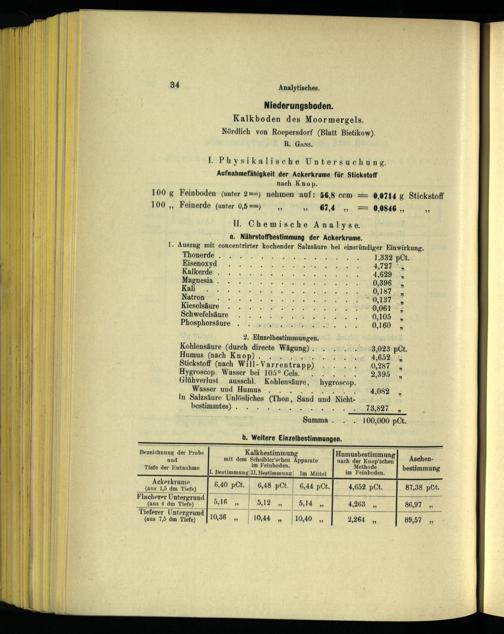 34
Analytisches.
Niederungsboden.
Kalkboden des Moormergels.
Nördlich von Roepersdorf (Blatt Bietikow).
R. Gans.
I. Physikalische Untersuchung.
Aufnahmefähigkeit der Ackerkrume für Stickstoff
nach Knop.
100 g Feinboden (unter 2mm) nehmen auf: 56,8 ccm = 0,0714 g Stickstoff
100 „ Feinerde (unter 0,5mm) „ „ 67,4 „ = 0,0846 „ „
II. Chemische Analyse.
a. Nährstoffbestimmung der Ackerkrume.
1. Auszug mit concentrirter kochender Salzsäure bei einstündiger Einwirkung.
Thonerde . . . . . . . . . . . 1,332 pCt.
Eisenoxyd . . . . . . . . . . . 4,727 „
Kalkerde . . . . . . . . . . . 4,629 „
Magnesia . . . . . . . . . . . 0,396 „
Kali . . . . . . . . . . . 0,187 „
Natron . . . . . . . . . . . 0,137 „
Kieselsäure . . . . . . . . . . . 0,061 „
Schwefelsäure . . . . . . . . . . 0,105 „
Phosphorsäure . . . . . . . . . . 0,160 „
2. Einzelbestimmungen.
Kohlensäure (durch directe Wägung) . . . . 3,023 pCt.
Humus (nach Knop) . . . . . . . . 4,652 „
Stickstoff (nach Will-Varrentrapp) . . . . 0,287 „
Hygroscop. Wasser bei 105° Cels. . . . . . 2,395 „
Glühverlust ausschl. Kohlensäure, hygroscop.
Wasser und Humus . . . . . . . . 4,082 „
In Salzsäure Unlösliches (Thon, Sand und Nicht-
bestimmtes) . . . . . . . . . . 73,827 „
Summa . . . 100,000 pCt.
b. Weitere Einzelbestimmungen.
Bezeichnung der Probe und Tiefe der Entnahme | Kalkbestimmung mit dem Scheibler'schen Apparate im Feinboden. | Humusbestimmung nach der Knop'schen Methode im Feinboden. | Aschenbestimmung
I. Bestimmung | II. Bestimmung | Im Mittel
Ackerkrume (aus 1,5 dm Tiefe) | 6,40 pCt. | 6,48 pCt. | 6,44 pCt. | 4,652 pCt. | 87,38 pCt.
Flacherer Untergrund (aus 4 dm Tiefe) | 5,16 „ | 5,12 „ | 5,14 „ | 4,263 „ | 86,97 „
Tieferer Untergrund (aus 7,5 dm Tiefe) | 10,36 „ | 10,44 „ | 10,40 „ | 2,264 „ | 89,57 „